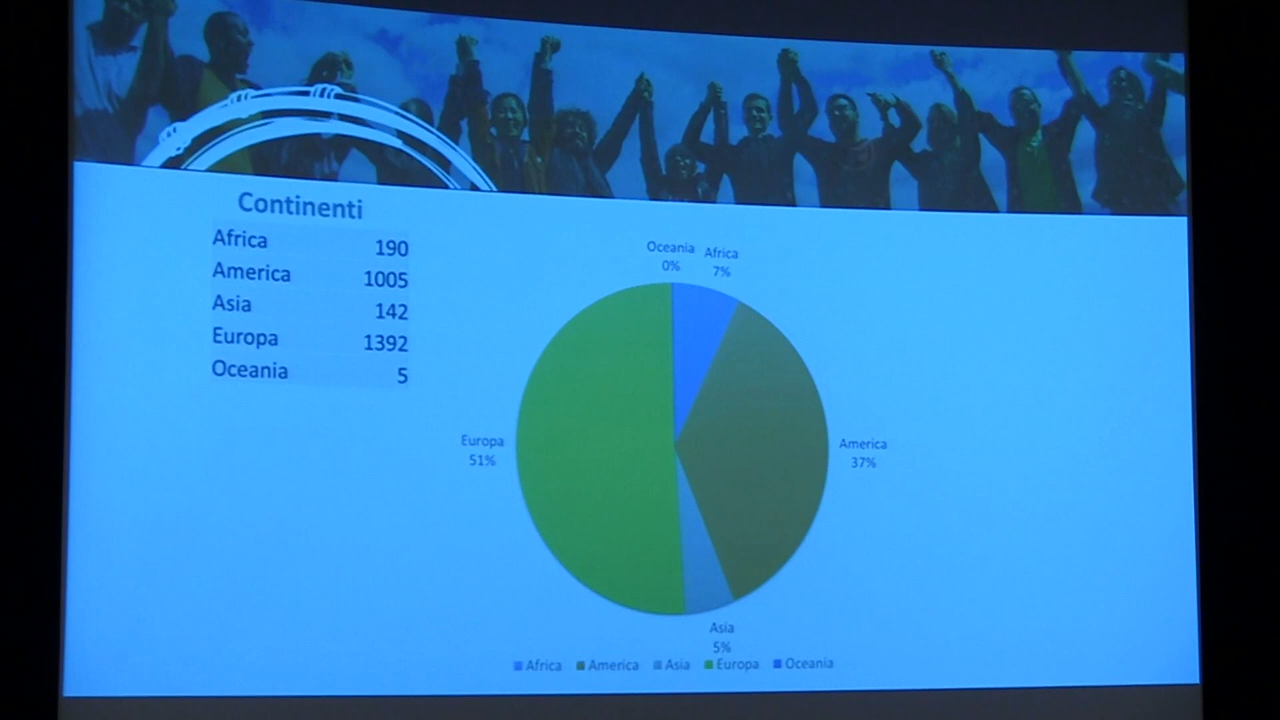 Continenti
Africa 190
America 1005
Asia 142
Europa 1392
Oceania 5
Oceania
0%
Africa
7%
Europa
51%
America
37%
Asia
5%
Africa America Asia Europa Oceania